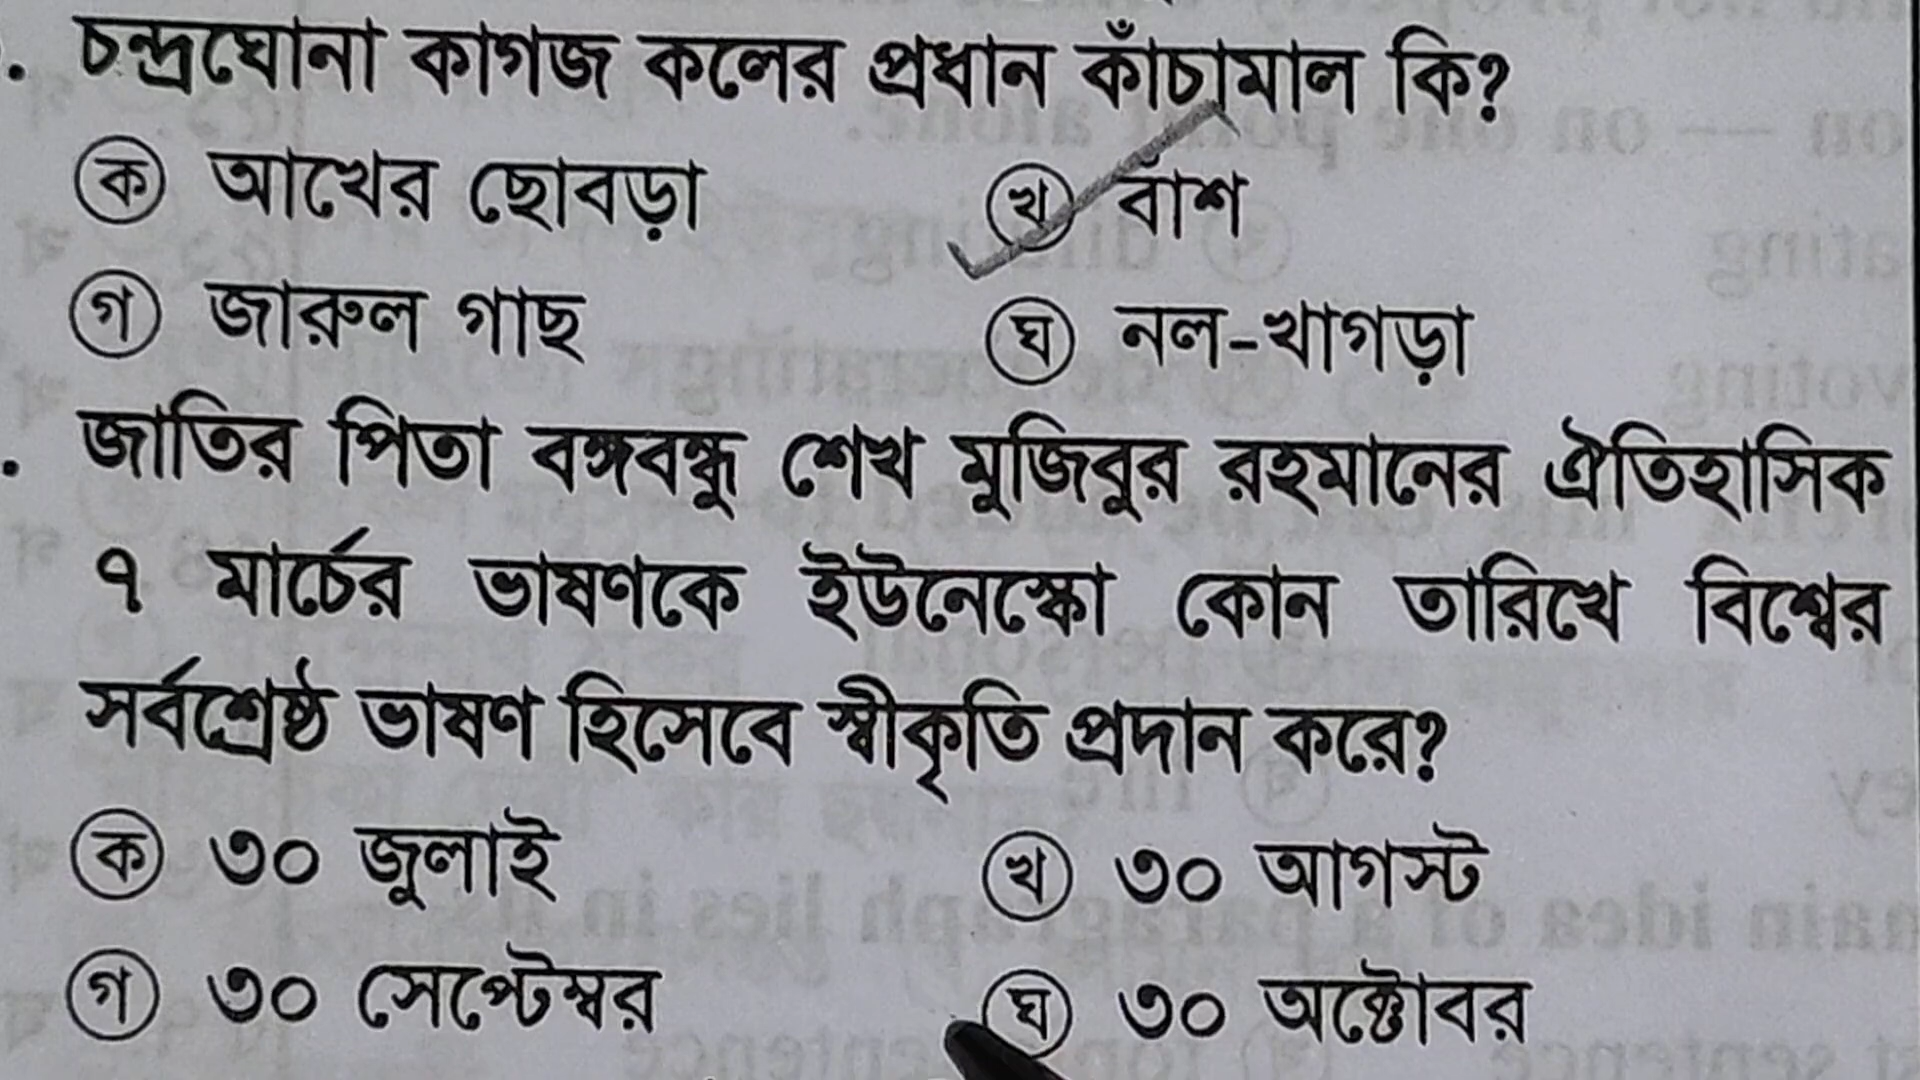 . চন্দ্রঘোনা কাগজ কলের প্রধান কাঁচামাল কি?
ক আখের ছোবড়া খ বাঁশ
গ জারুল গাছ ঘ নল-খাগড়া
. জাতির পিতা বঙ্গবন্ধু শেখ মুজিবুর রহমানের ঐতিহাসিক
৭ মার্চের ভাষণকে ইউনেস্কো কোন তারিখে বিশ্বের
সর্বশ্রেষ্ঠ ভাষণ হিসেবে স্বীকৃতি প্রদান করে?
ক ৩০ জুলাই খ ৩০ আগস্ট
গ ৩০ সেপ্টেম্বর ঘ ৩০ অক্টোবর